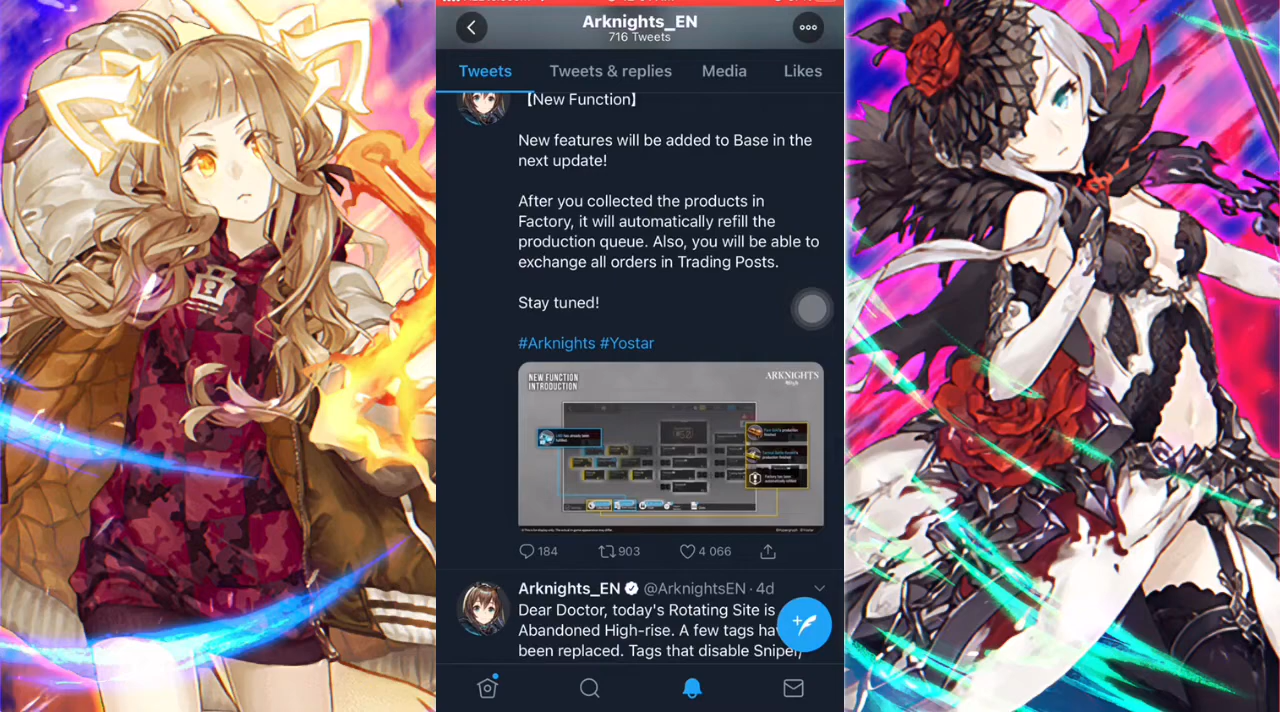 Arknights_EN
716 Tweets
Tweets
Tweets & replies
Media
Likes
【New Function】
New features will be added to Base in the
next update!
After you collected the products in
Factory, it will automatically refill the
production queue. Also, you will be able to
exchange all orders in Trading Posts.
Stay tuned!
#Arknights #Yostar
NEW FUNCTION
INTRODUCTION
ARKNIGHTS
184
903
4 066
Arknights_EN @ArknightsEN · 4d
Dear Doctor, today's Rotating Site is
Abandoned High-rise. A few tags ha
been replaced. Tags that disable Sniper,